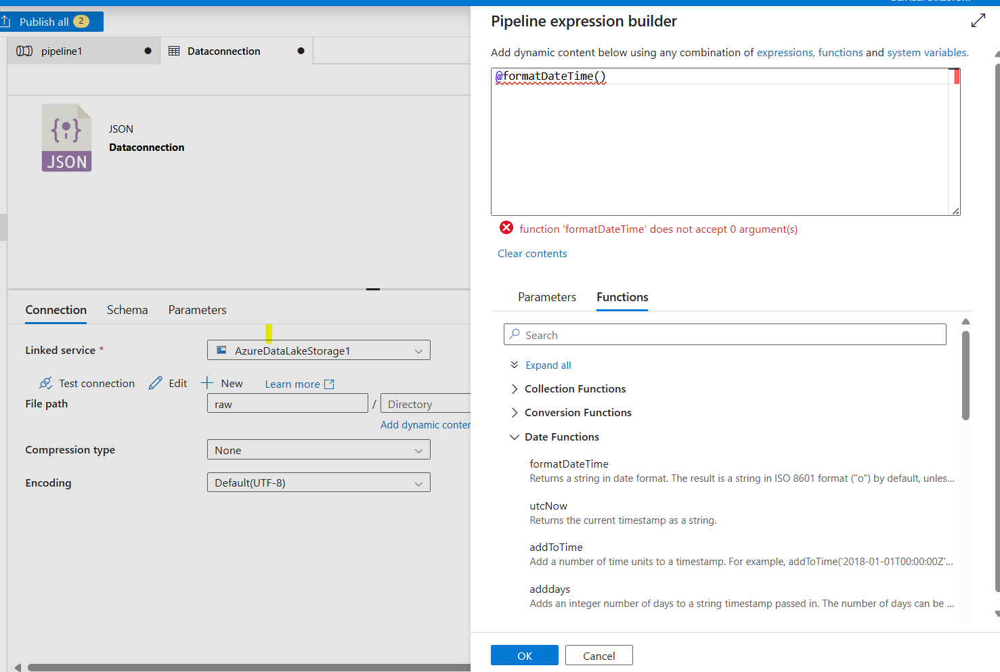 Publish all 2
pipeline1
Dataconnection
JSON
JSON
Dataconnection
Connection
Schema
Parameters
Linked service *
AzureDataLakeStorage1
Test connection
Edit
New
Learn more
File path
raw
/
Directory
Add dynamic conter
Compression type
None
Encoding
Default(UTF-8)
Pipeline expression builder
Add dynamic content below using any combination of expressions, functions and system variables.
@formatDateTime()
function 'formatDateTime' does not accept 0 argument(s)
Clear contents
Parameters
Functions
Search
Expand all
Collection Functions
Conversion Functions
Date Functions
formatDateTime
Returns a string in date format. The result is a string in ISO 8601 format ("o") by default, unles...
utcNow
Returns the current timestamp as a string.
addToTime
Add a number of time units to a timestamp. For example, addToTime('2018-01-01T00:00:00Z'...
adddays
Adds an integer number of days to a string timestamp passed in. The number of days can be ...
OK
Cancel